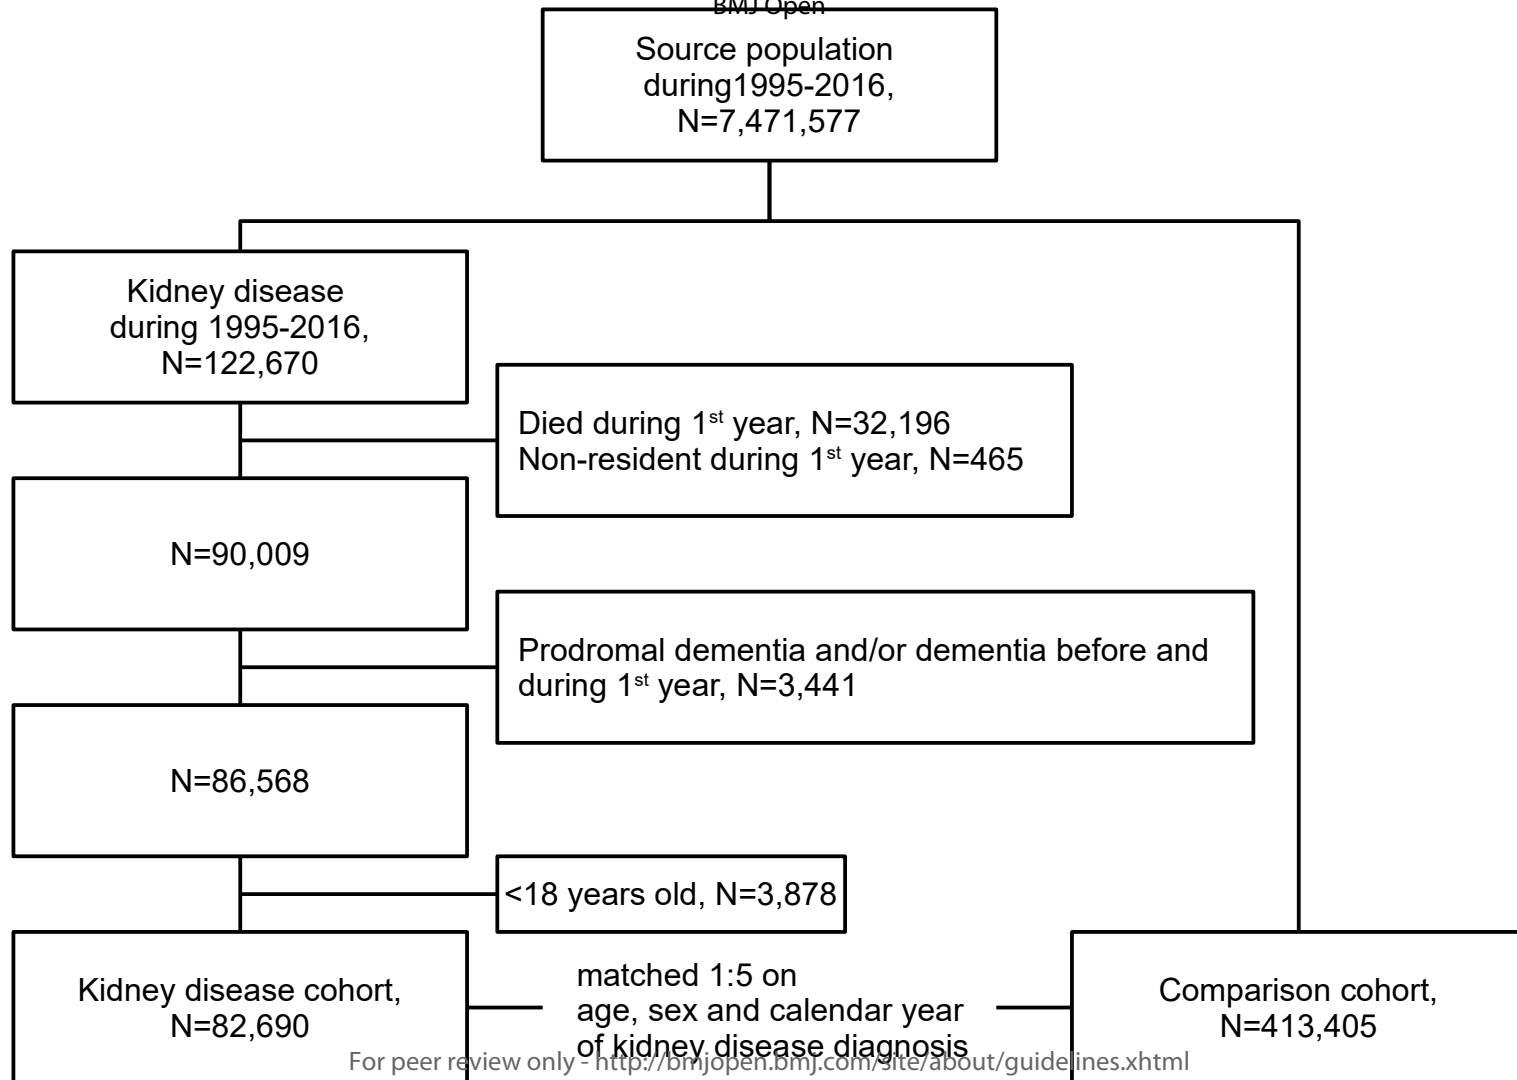 BMJ Open
Source population
during1995-2016,
N=7,471,577
Kidney disease
during 1995-2016,
N=122,670
Died during 1st year, N=32,196
Non-resident during 1st year, N=465
N=90,009
Prodromal dementia and/or dementia before and
during 1st year, N=3,441
N=86,568
<18 years old, N=3,878
Kidney disease cohort,
N=82,690
matched 1:5 on
age, sex and calendar year
of kidney disease diagnosis
Comparison cohort,
N=413,405
For peer review only - http://bmjopen.bmj.com/site/about/guidelines.xhtml